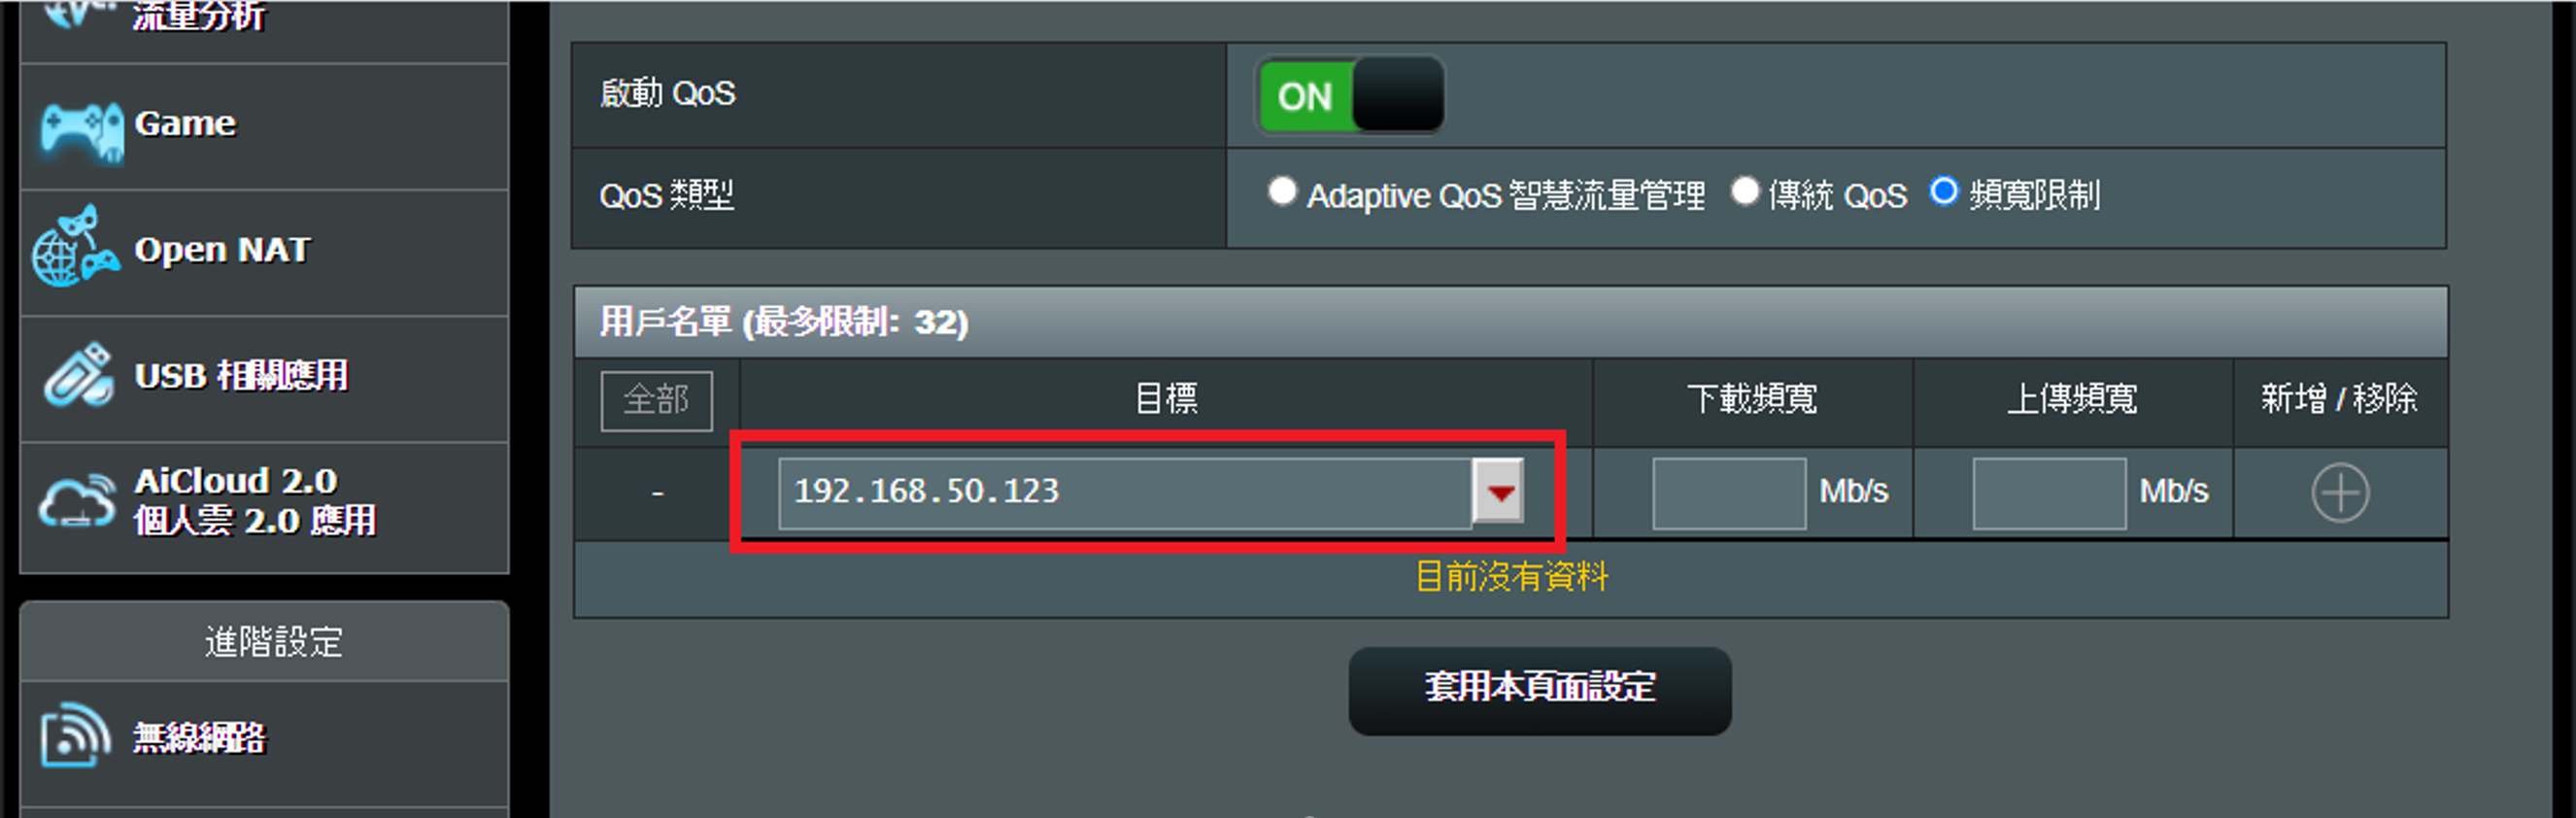 流量分析
Game
Open NAT
USB 相關應用
AiCloud 2.0
個人雲 2.0 應用
進階設定
無線網路
啟動 QoS
ON
QoS 類型
Adaptive QoS 智慧流量管理 傳統 QoS 頻寬限制
用戶名單 (最多限制: 32)
全部 目標 下載頻寬 上傳頻寬 新增 / 移除
- 192.168.50.123 Mb/s Mb/s
目前沒有資料
套用本頁面設定